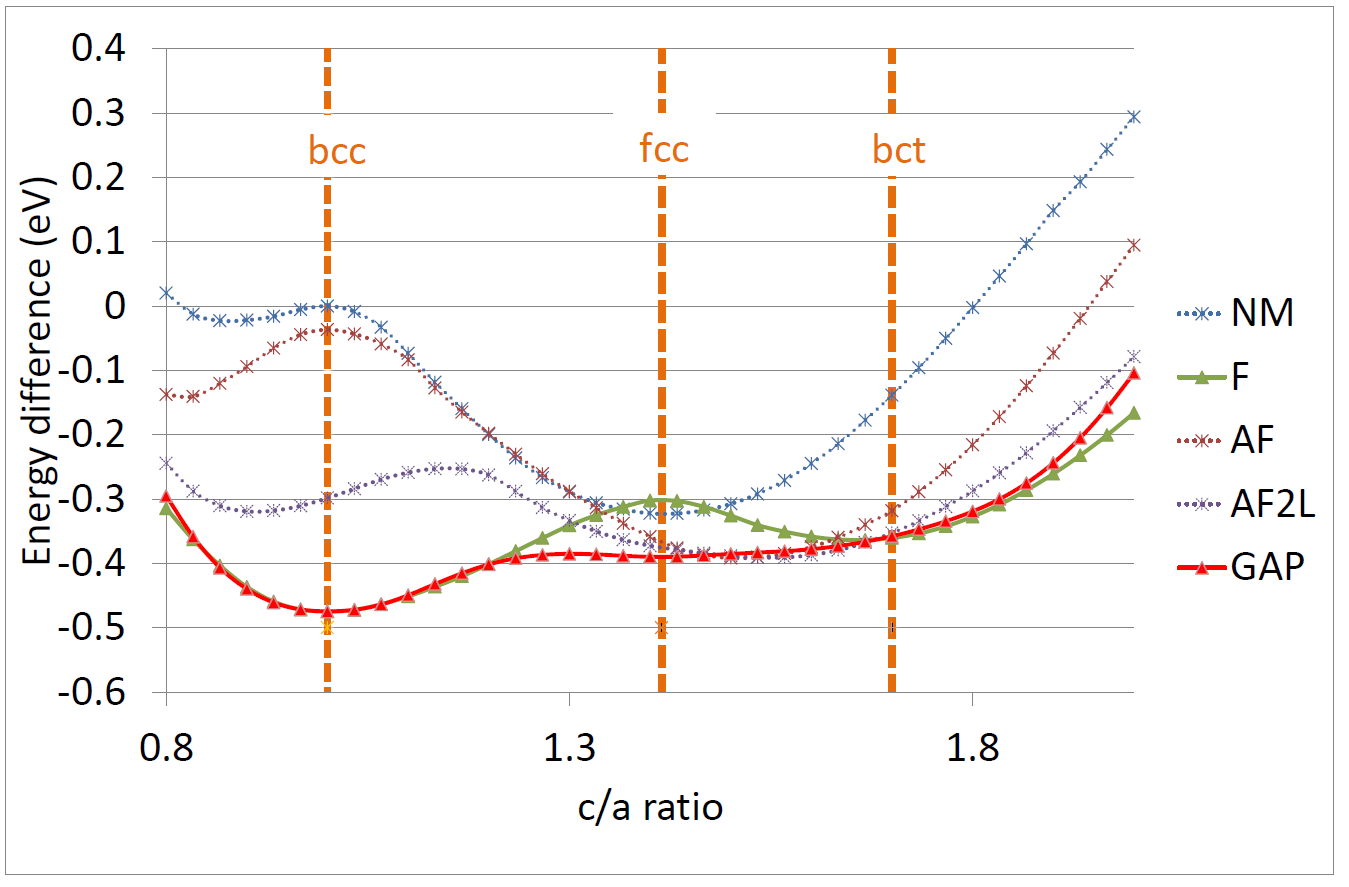 0.4
0.3
0.2
0.1
0
-0.1
-0.2
-0.3
-0.4
-0.5
-0.6
Energy difference (eV)
bcc
fcc
bct
0.8
1.3
1.8
c/a ratio
NM
F
AF
AF2L
GAP